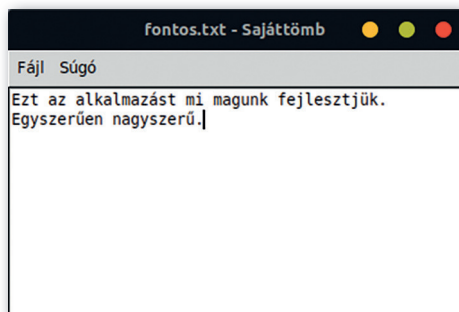 fontos.txt - Sajáttömb
Fájl Súgó
Ezt az alkalmazást mi magunk fejlesztjük.
Egyszerűen nagyszerű.